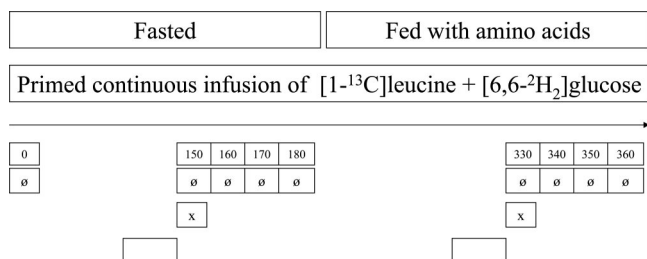 Fasted Fed with amino acids
Primed continuous infusion of [1-¹³C]leucine + [6,6-²H₂]glucose
0 150 160 170 180 330 340 350 360
ø ø ø ø ø ø ø ø ø
x x